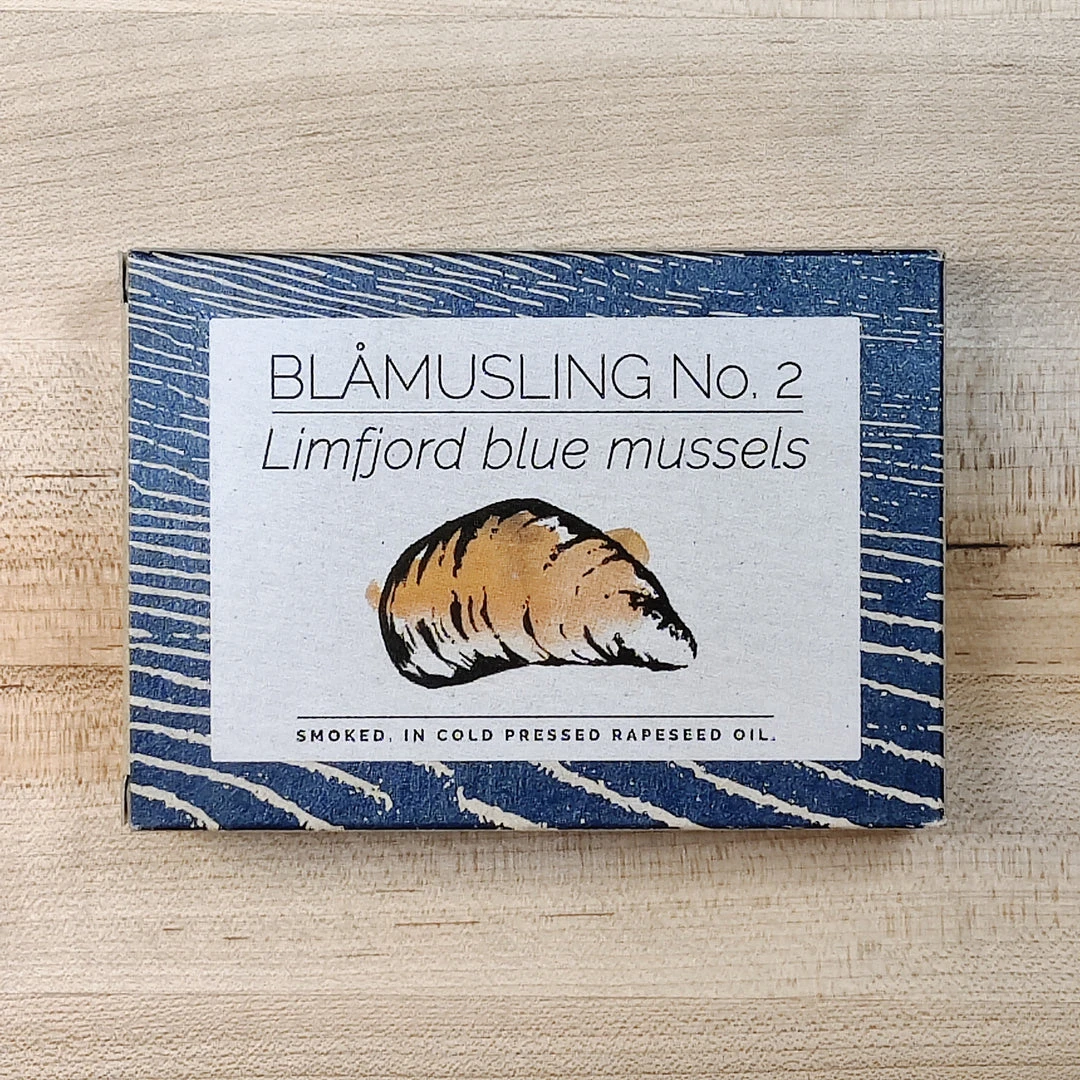 BLÅMUSLING No. 2
Limfjord blue mussels
SMOKED, IN COLD PRESSED RAPESEED OIL.